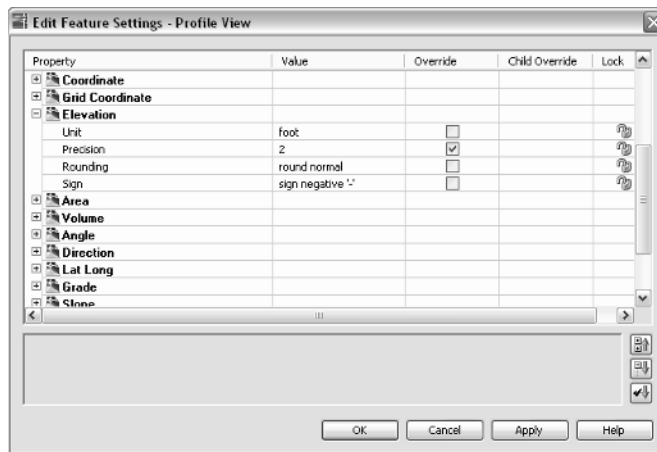 Edit Feature Settings - Profile View
Property Value Override Child Override Lock
Coordinate
Grid Coordinate
Elevation
Unit foot
Precision 2
Rounding round normal
Sign sign negative '-'
Area
Volume
Angle
Direction
Lat Long
Grade
Slope
OK Cancel Apply Help